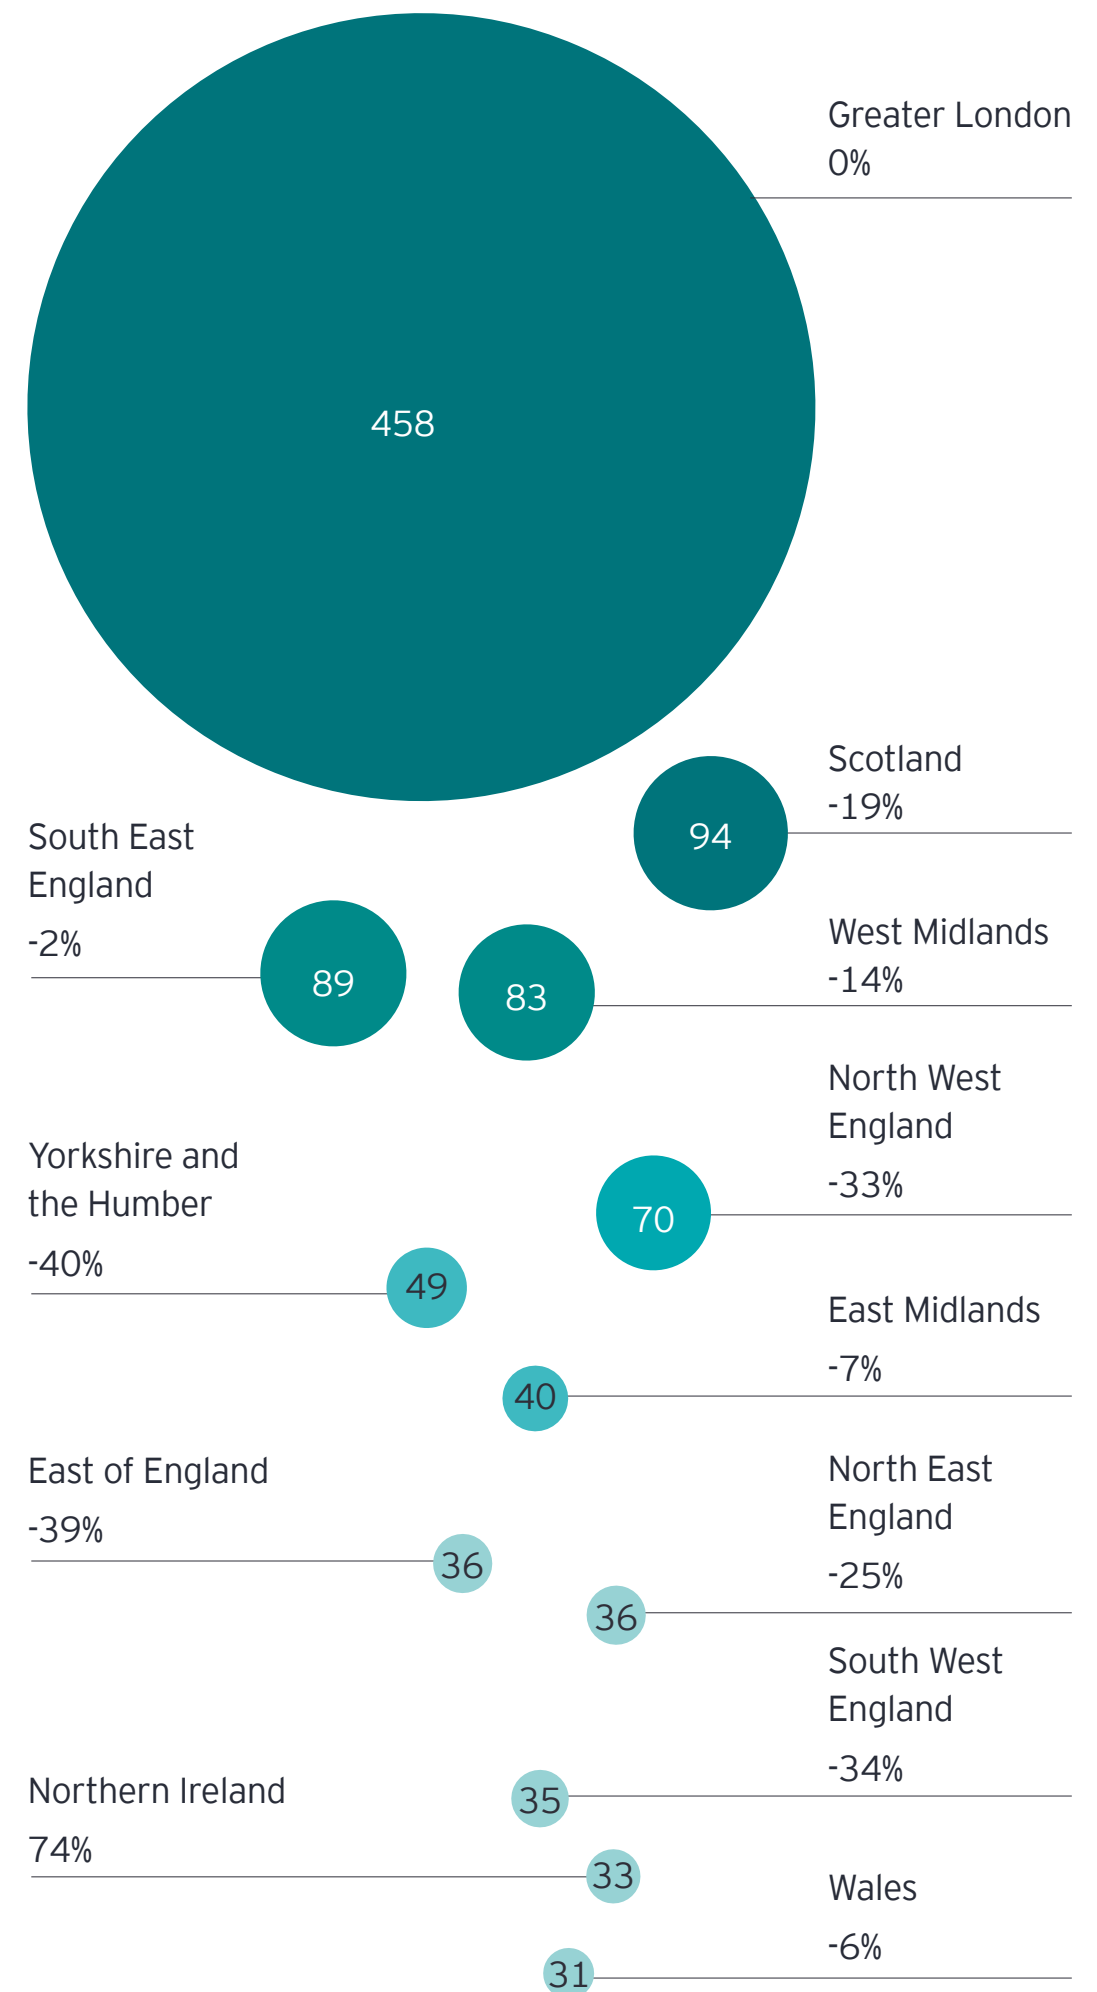 Greater London
0%
458
Scotland
-19%
94
South East
England
-2%
89
West Midlands
-14%
83
North West
England
-33%
70
Yorkshire and
the Humber
-40%
49
East Midlands
-7%
40
East of England
-39%
36
North East
England
-25%
36
South West
England
-34%
35
Northern Ireland
74%
33
Wales
-6%
31